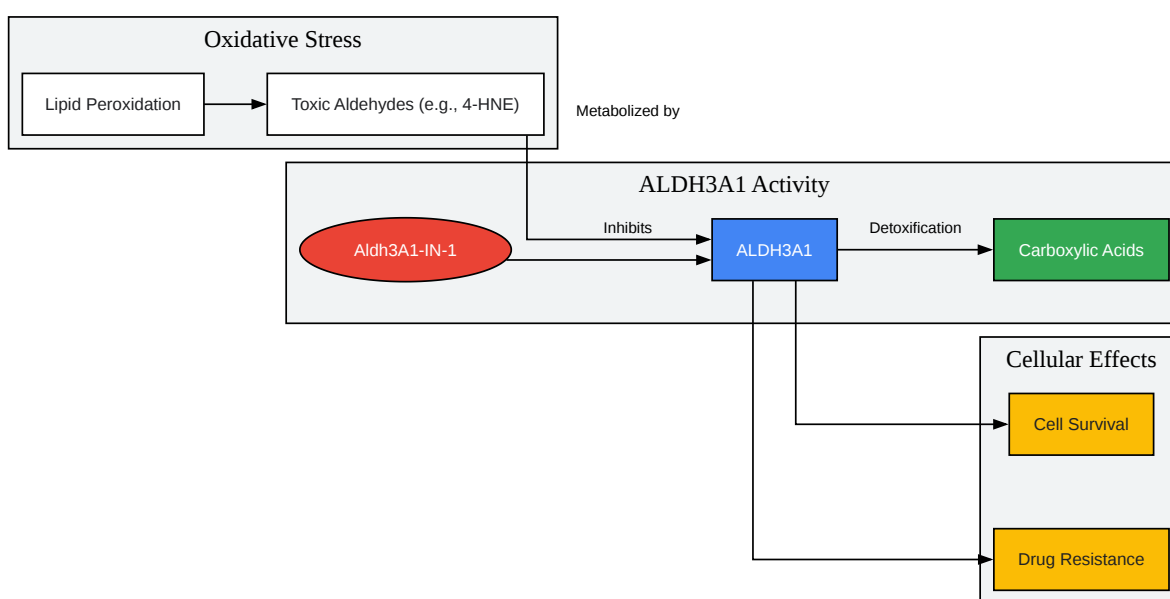 Oxidative Stress
Lipid Peroxidation
Toxic Aldehydes (e.g., 4-HNE)
Metabolized by
ALDH3A1 Activity
Aldh3A1-IN-1
Inhibits
ALDH3A1
Detoxification
Carboxylic Acids
Cellular Effects
Cell Survival
Drug Resistance